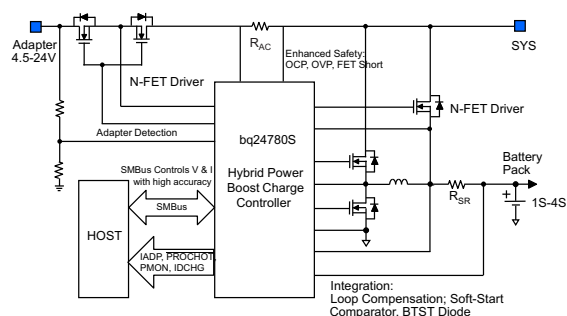 Adapter
4.5-24V
R_AC
SYS
Enhanced Safety:
OCP, OVP, FET Short
N-FET Driver
N-FET Driver
Adapter Detection
bq24780S
Hybrid Power
Boost Charge
Controller
SMBus Controls V & I
with high accuracy
SMBus
HOST
IADP, PROCHOT,
PMON, IDCHG
Battery
Pack
R_SR
+
1S-4S
Integration:
Loop Compensation; Soft-Start
Comparator, BTST Diode